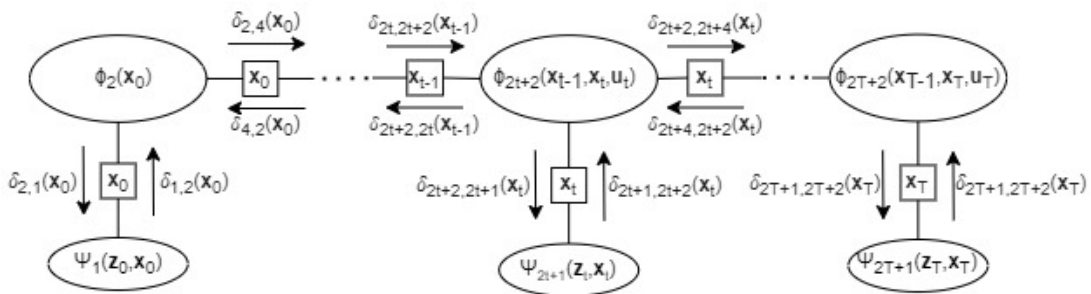 δ2,4(x0) δ2t,2t+2(xt-1) δ2t+2,2t+4(xt)
ϕ2(x0) x0 xt-1 ϕ2t+2(xt-1,xt,ut) xt ϕ2T+2(xT-1,xT,uT)
δ4,2(x0) δ2t+2,2t(xt-1) δ2t+4,2t+2(xt)
δ2,1(x0) x0 δ1,2(x0) δ2t+2,2t+1(xt) xt δ2t+1,2t+2(xt) δ2T+1,2T+2(xT) xT δ2T+1,2T+2(xT)
Ψ1(z0,x0) Ψ2t+1(zt,xt) Ψ2T+1(zT,xT)